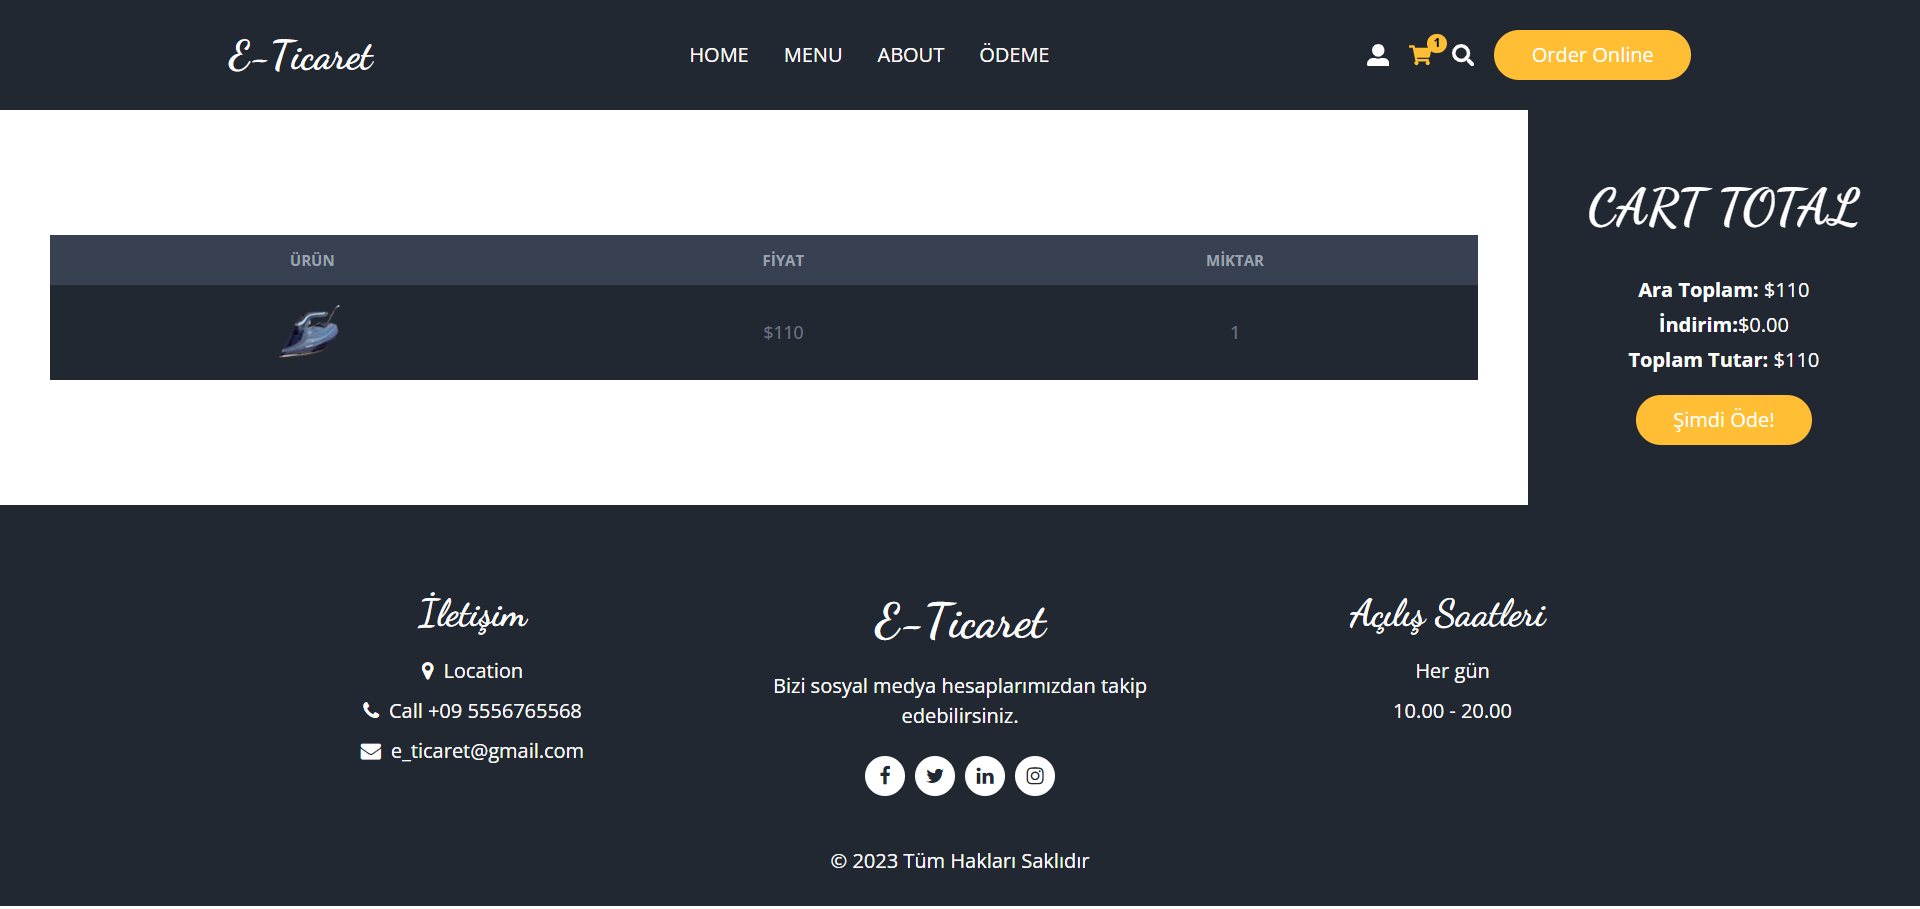 E-Ticaret
HOME MENU ABOUT ÖDEME
1
Order Online
ÜRÜN FİYAT MİKTAR
$110 1
CART TOTAL
Ara Toplam: $110
İndirim:$0.00
Toplam Tutar: $110
Şimdi Öde!
İletişim
Location
Call +09 5556765568
e_ticaret@gmail.com
E-Ticaret
Bizi sosyal medya hesaplarımızdan takip
edebilirsiniz.
Açılış Saatleri
Her gün
10.00 - 20.00
© 2023 Tüm Hakları Saklıdır